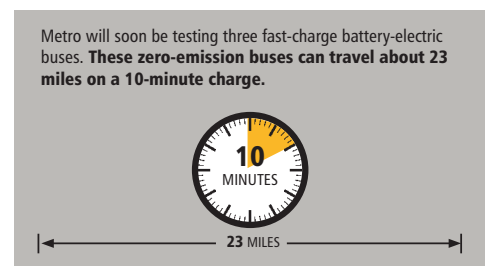 Metro will soon be testing three fast-charge battery-electric
buses. These zero-emission buses can travel about 23
miles on a 10-minute charge.
10
MINUTES
23 MILES